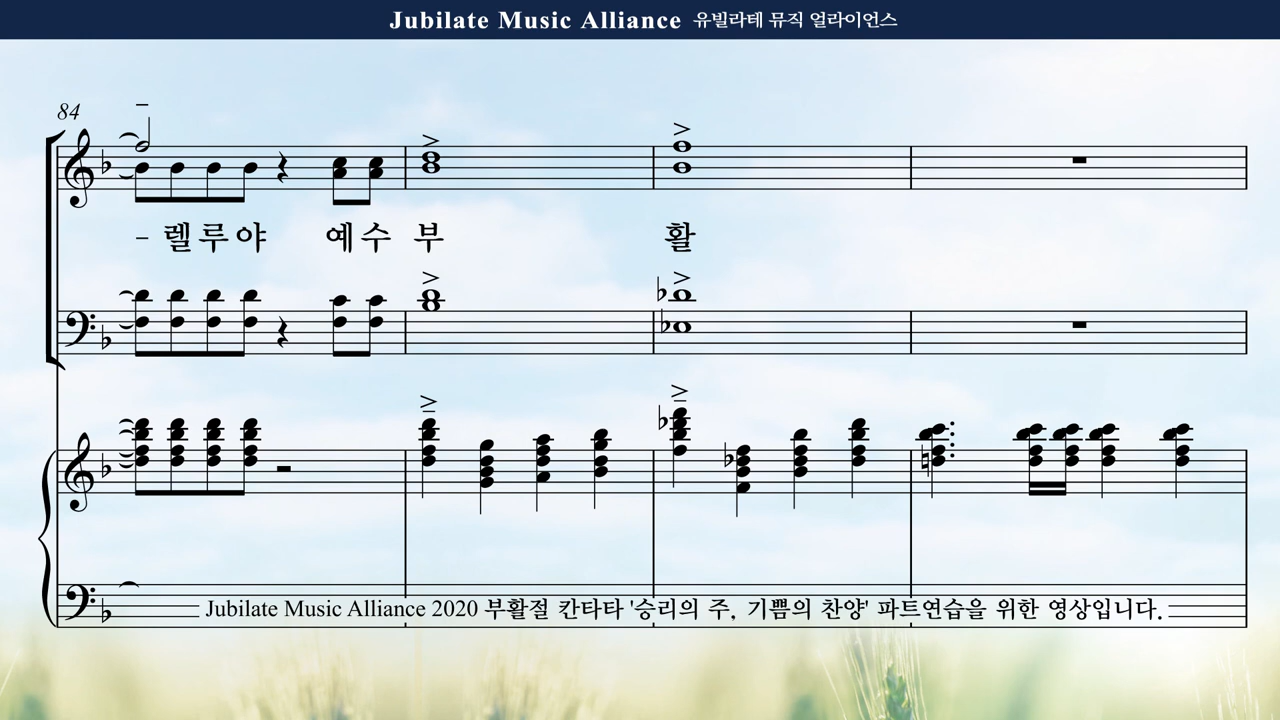 Jubilate Music Alliance 유빌라테 뮤직 얼라이언스
84
- 렐루야 예수 부 활
Jubilate Music Alliance 2020 부활절 칸타타 '승리의 주, 기쁨의 찬양' 파트연습을 위한 영상입니다.